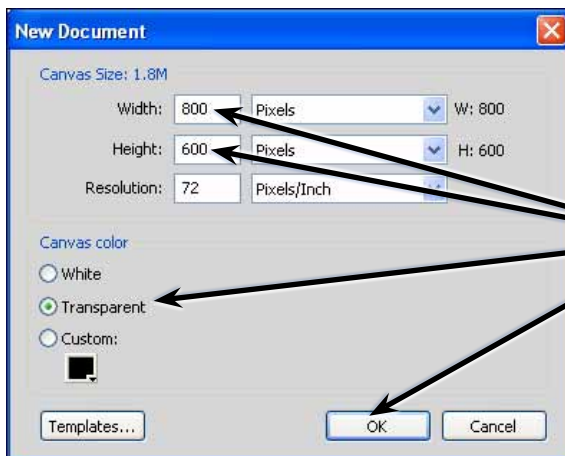 New Document
Canvas Size: 1.8M
Width: 800 Pixels W: 800
Height: 600 Pixels H: 600
Resolution: 72 Pixels/Inch
Canvas color
White
Transparent
Custom:
Templates... OK Cancel